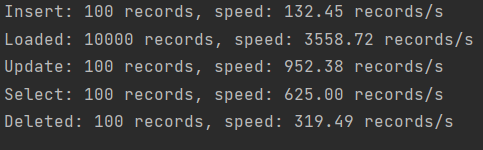 Insert: 100 records, speed: 132.45 records/s
Loaded: 10000 records, speed: 3558.72 records/s
Update: 100 records, speed: 952.38 records/s
Select: 100 records, speed: 625.00 records/s
Deleted: 100 records, speed: 319.49 records/s